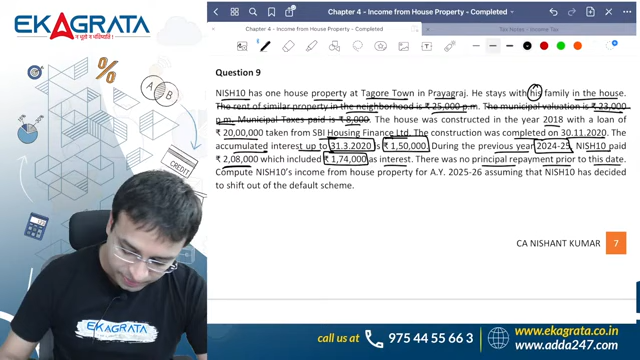 EKAGRATA
Chapter 4 - Income from House Property - Completed
Chapter 4 - Income from House Property - Completed
Tax Notes - Income Tax
Question 9
NISH10 has one house property at Tagore Town in Prayagraj. He stays with his family in the house.
The rent of similar property in the neighborhood is ₹ 25,000 p.m. The municipal valuation is ₹ 23,000
p.m. Municipal Taxes paid is ₹ 8,000. The house was constructed in the year 2018 with a loan of
₹ 20,00,000 taken from SBI Housing Finance Ltd. The construction was completed on 30.11.2020. The
accumulated interest up to 31.3.2020 is ₹ 1,50,000. During the previous year 2024-25, NISH10 paid
₹ 2,08,000 which included ₹ 1,74,000 as interest. There was no principal repayment prior to this date.
Compute NISH10's income from house property for A.Y. 2025-26 assuming that NISH10 has decided
to shift out of the default scheme.
CA NISHANT KUMAR
7
%
A
B
CREDIT
EKAGRATA
call us at
975 44 55 66 3
www.ekagrata.co.in
www.adda247.com